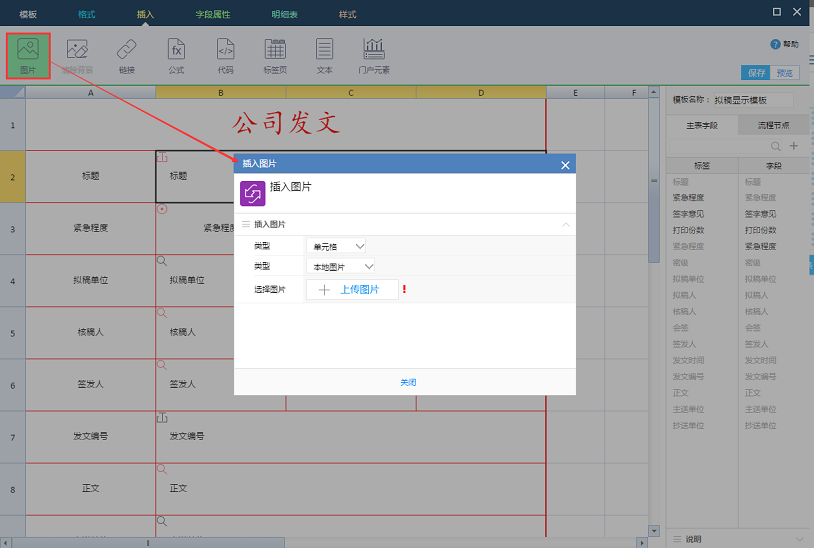 模板 格式 插入 字段属性 明细表 样式
图片 清除背景 链接 公式 代码 标签页 文本 门户元素
帮助
保存 预览
A B C D E F
模板名称： 拟稿显示模板
主表字段 流程节点
标签 字段
1 公司发文
2 标题 标题
3 紧急程度 紧急程度
4 拟稿单位 拟稿单位
5 核稿人 核稿人
6 签发人 签发人
7 发文编号 发文编号
8 正文 正文
插入图片
插入图片
插入图片
类型 单元格
类型 本地图片
选择图片 上传图片 !
关闭
标题 标题
紧急程度 紧急程度
签字意见 签字意见
打印份数 打印份数
紧急程度 紧急程度
密级 密级
拟稿单位 拟稿单位
拟稿人 拟稿人
核稿人 核稿人
会签 会签
签发人 签发人
发文时间 发文时间
发文编号 发文编号
正文 正文
主送单位 主送单位
抄送单位 抄送单位
说明